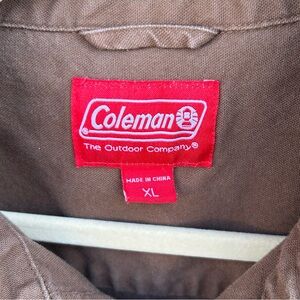 Coleman
The Outdoor Company®
MADE IN CHINA
XL